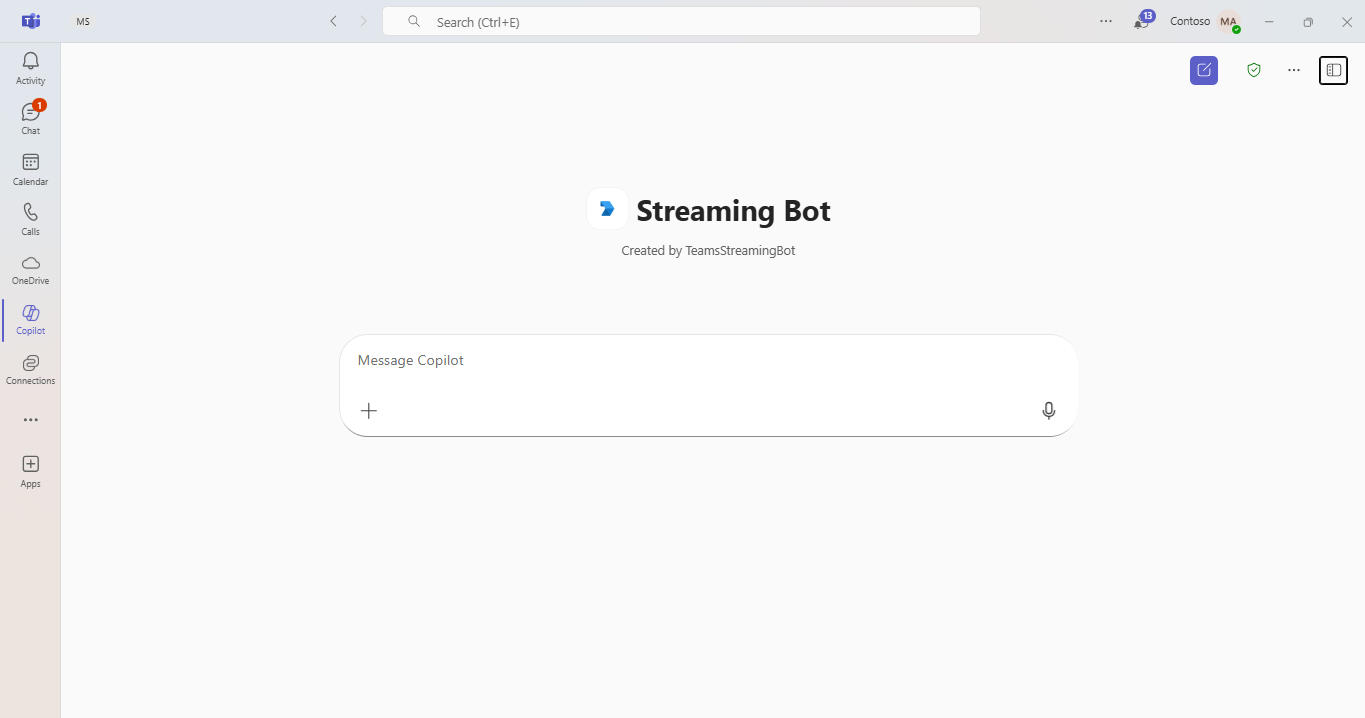 MS
Search (Ctrl+E)
13
Contoso
MA
Activity
1
Chat
Calendar
Calls
OneDrive
Copilot
Connections
Apps
Streaming Bot
Created by TeamsStreamingBot
Message Copilot